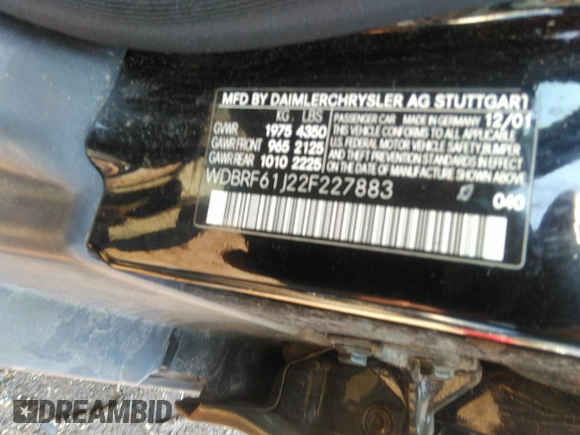 MFD BY DAIMLERCHRYSLER AG STUTTGART
KG LBS
GVWR 1975 4350
GAWR FRONT 965 2125
GAWR REAR 1010 2225
PASSENGER CAR MADE IN GERMANY 12/01
THIS VEHICLE CONFORMS TO ALL APPLICABLE
U.S. FEDERAL MOTOR VEHICLE SAFETY, BUMPER
AND THEFT PREVENTION STANDARDS IN EFFECT
ON THE DATE OF MANUFACTURE SHOWN ABOVE
WDBRF61J22F227883
040
DREAMBID